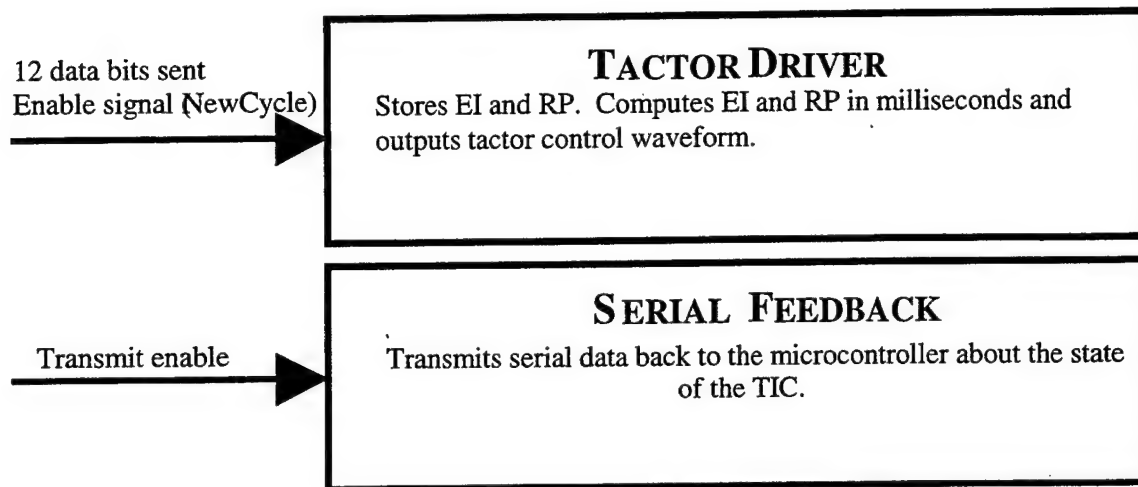 12 data bits sent
Enable signal (NewCycle)
TACTOR DRIVER
Stores EI and RP. Computes EI and RP in milliseconds and
outputs tactor control waveform.
Transmit enable
SERIAL FEEDBACK
Transmits serial data back to the microcontroller about the state
of the TIC.